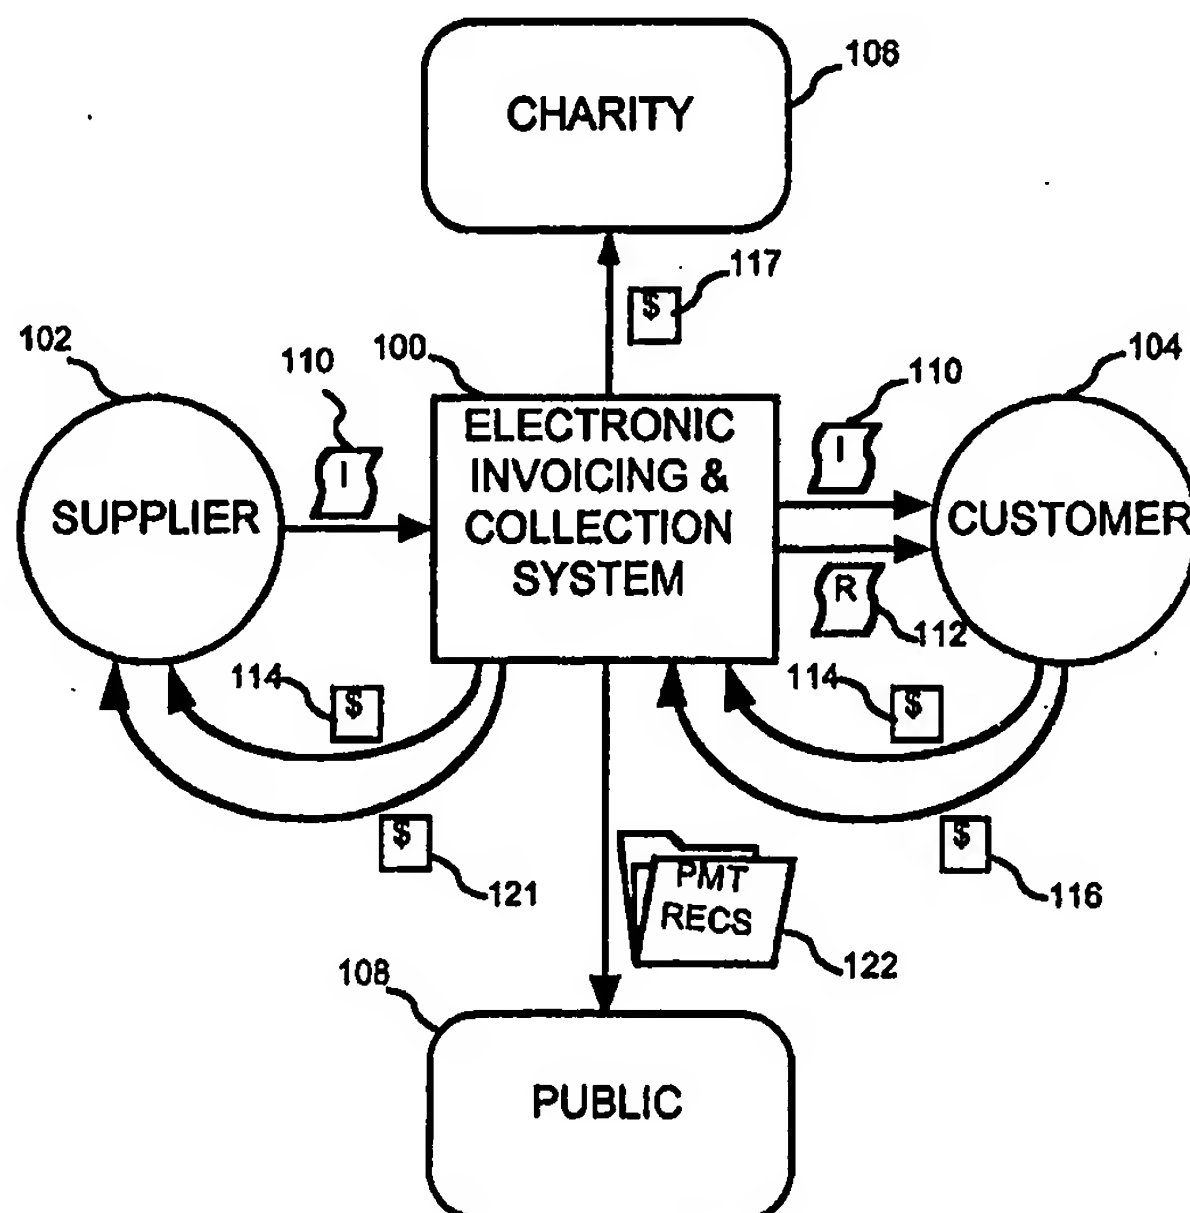 106
CHARITY
117
$
102
110
100
110
104
I
ELECTRONIC
INVOICING &
COLLECTION
SYSTEM
I
SUPPLIER
CUSTOMER
R
112
114
$
114
$
$
121
$
116
PMT
RECS
122
108
PUBLIC